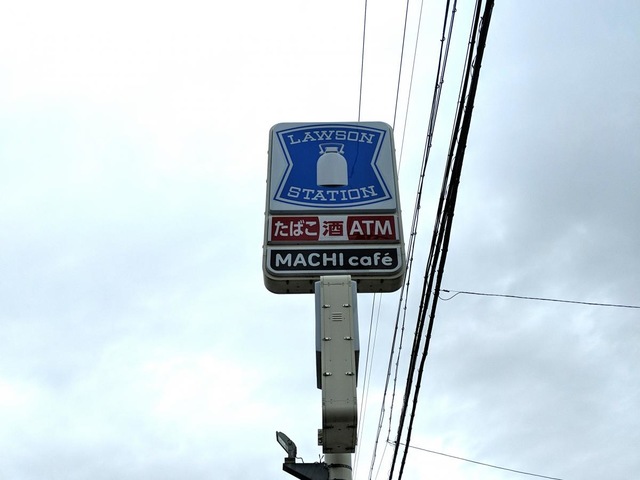 LAWSON
STATION
たばこ 酒 ATM
MACHI café